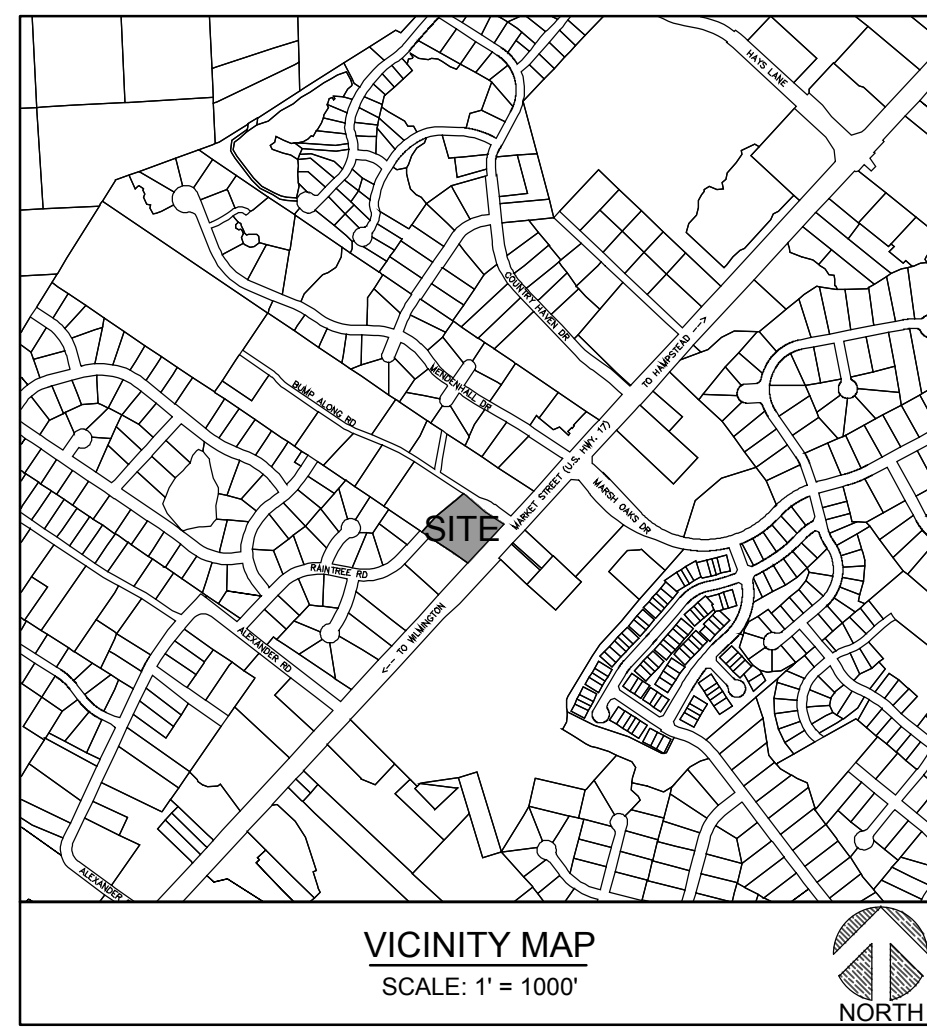 HAYS LANE
COUNTRY HAVEN DR
TO HAMPSTEAD -->
MENDENHALL DR
BUMP ALONG RD
MARKET STREET (U.S. HWY. 17)
MARSH OAKS DR
SITE
RAINTREE RD
<-- TO WILMINGTON
ALEXANDER RD
ALEXANDER
VICINITY MAP
SCALE: 1' = 1000'
NORTH